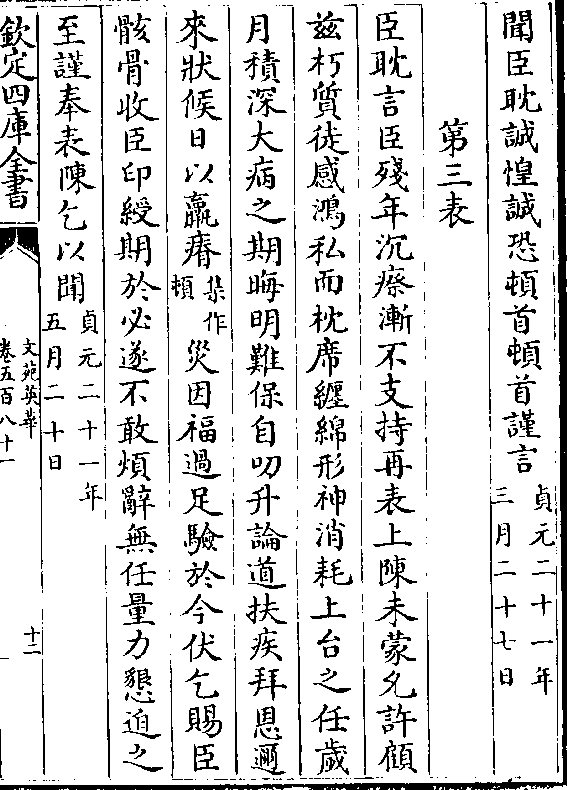 聞臣耽誠惶誠恐頓首頓首謹言貞元二十一年三月二十七日
第三表
臣耽言臣殘年沉瘵漸不支持再表上陳未蒙允許顧
兹朽質徒感鴻私而枕席纏綿形神消耗上台之任歲
月積深大病之期晦明難保自叨升論道扶疾拜恩邇
來狀候日以羸瘠集作頓災因福過足驗於今伏乞賜臣
骸骨收臣印綬期於必遂不敢煩辭無任量力懇迫之
至謹奉表陳乞以聞貞元二十一年五月二十日
欽定四庫全書
文苑英華
卷五百八十一
十二